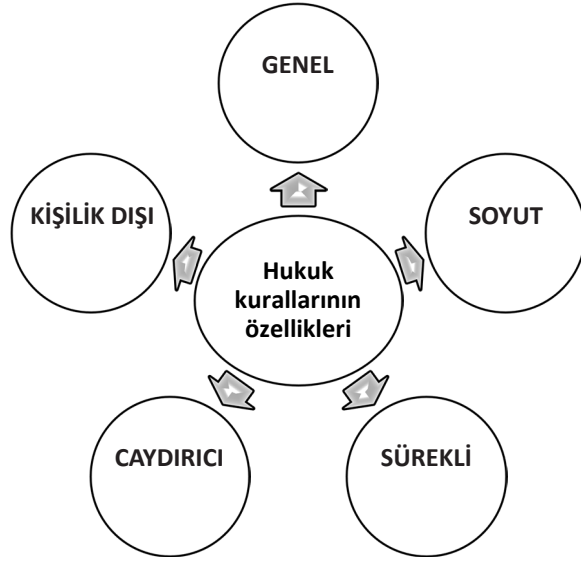 GENEL
KİŞİLİK DIŞI
SOYUT
Hukuk
kurallarının
özellikleri
CAYDIRICI
SÜREKLİ